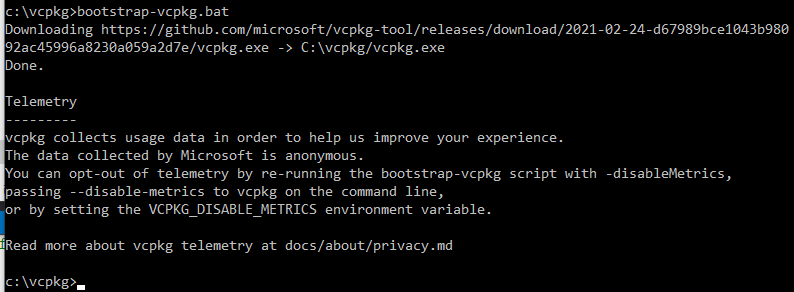 c:\vcpkg>bootstrap-vcpkg.bat
Downloading https://github.com/microsoft/vcpkg-tool/releases/download/2021-02-24-d67989bce1043b980
92ac45996a8230a059a2d7e/vcpkg.exe -> C:\vcpkg/vcpkg.exe
Done.
Telemetry
---------
vcpkg collects usage data in order to help us improve your experience.
The data collected by Microsoft is anonymous.
You can opt-out of telemetry by re-running the bootstrap-vcpkg script with -disableMetrics,
passing --disable-metrics to vcpkg on the command line,
or by setting the VCPKG_DISABLE_METRICS environment variable.
Read more about vcpkg telemetry at docs/about/privacy.md
c:\vcpkg>